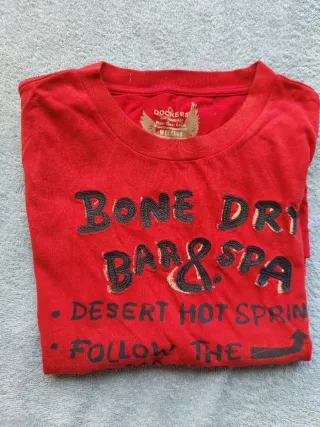 DOCKERS
BONE DRY
BAR & SPA
• DESERT HOT SPRIN
• FOLLOW THE